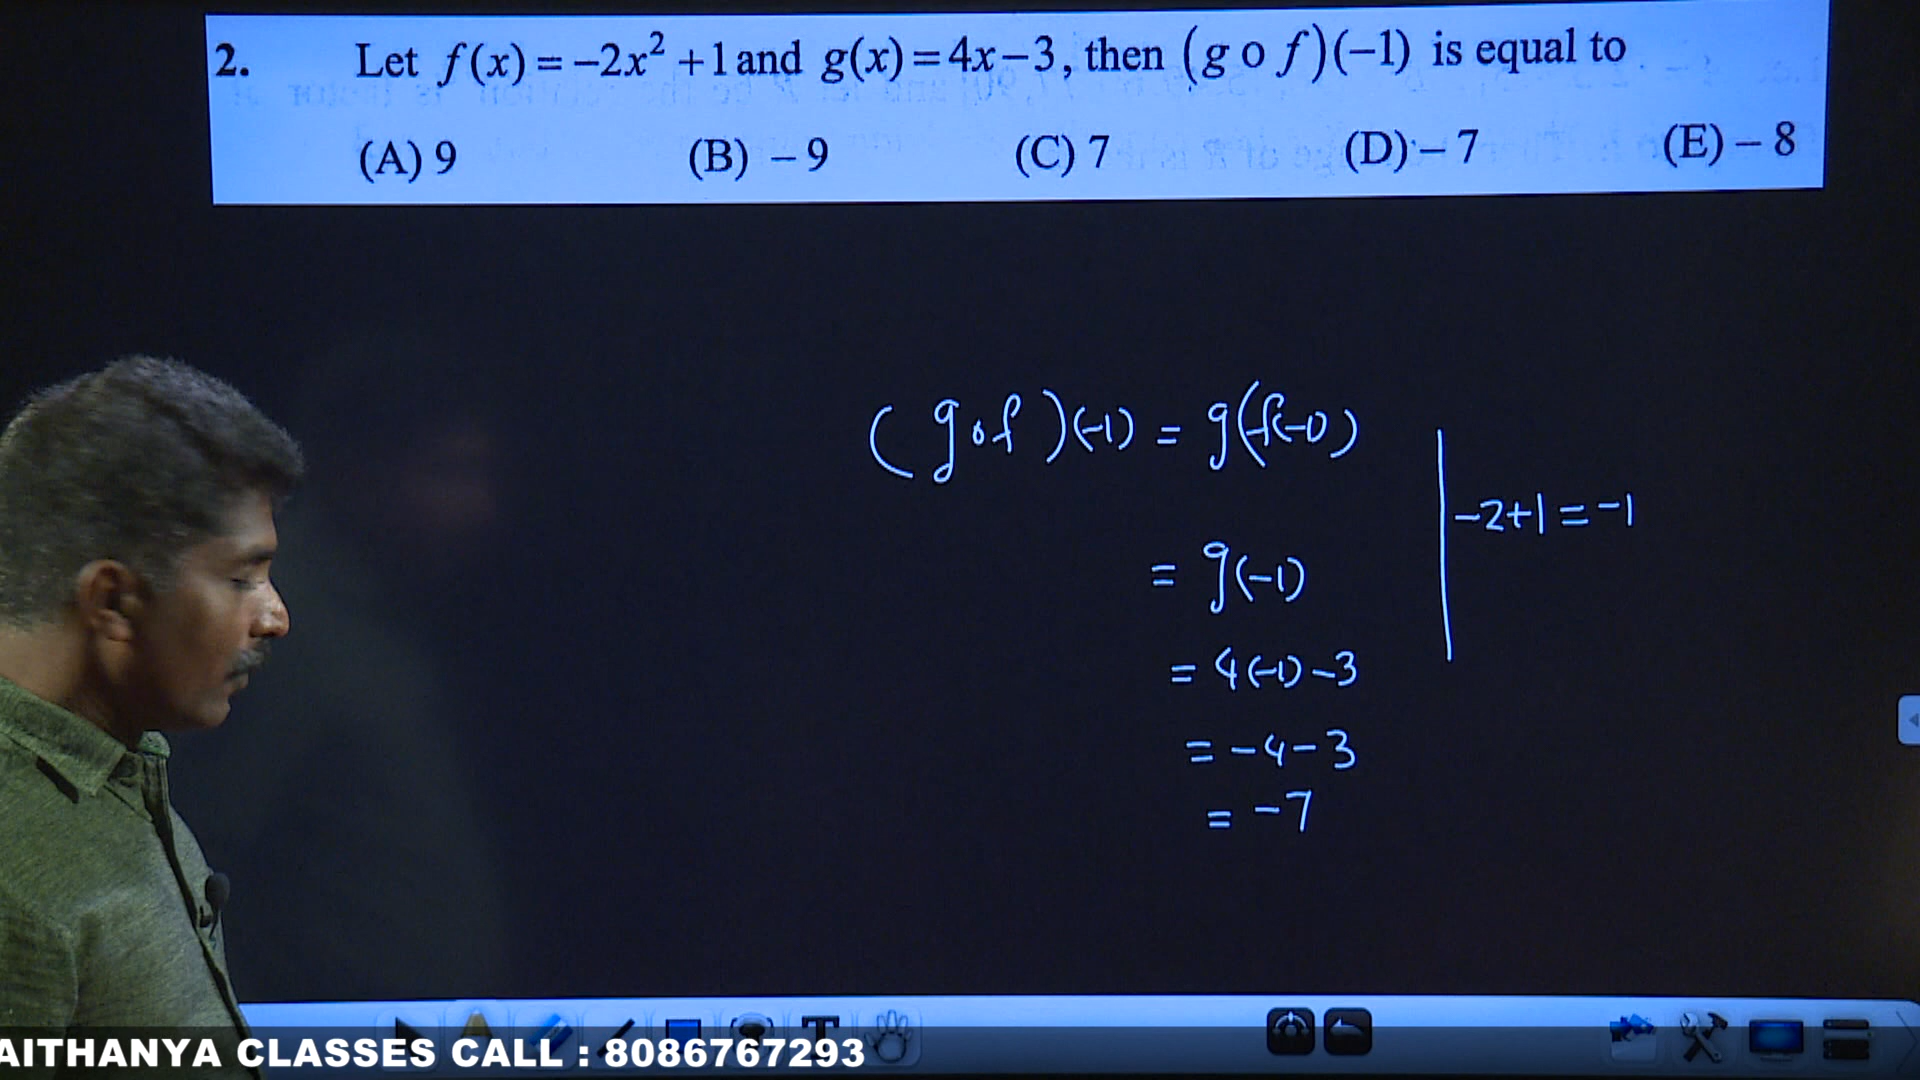 2. Let f(x) = −2x² + 1 and g(x) = 4x − 3, then (g o f)(−1) is equal to
(A) 9 (B) − 9 (C) 7 (D) − 7 (E) − 8
(gof)(-1) = g(f(-1))
-2+1 = -1
= g(-1)
= 4(-1) -3
= -4-3
= -7
T
AITHANYA CLASSES CALL : 8086767293